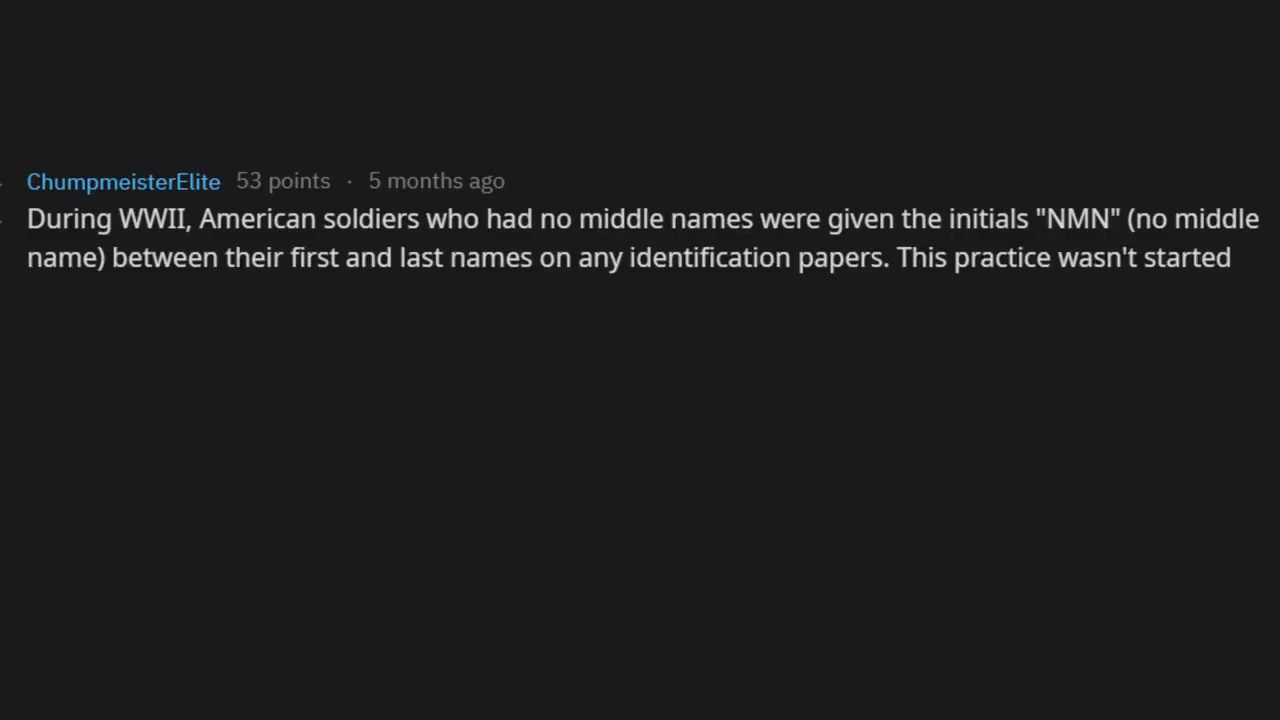 ChumpmeisterElite 53 points · 5 months ago
During WWII, American soldiers who had no middle names were given the initials "NMN" (no middle
name) between their first and last names on any identification papers. This practice wasn't started